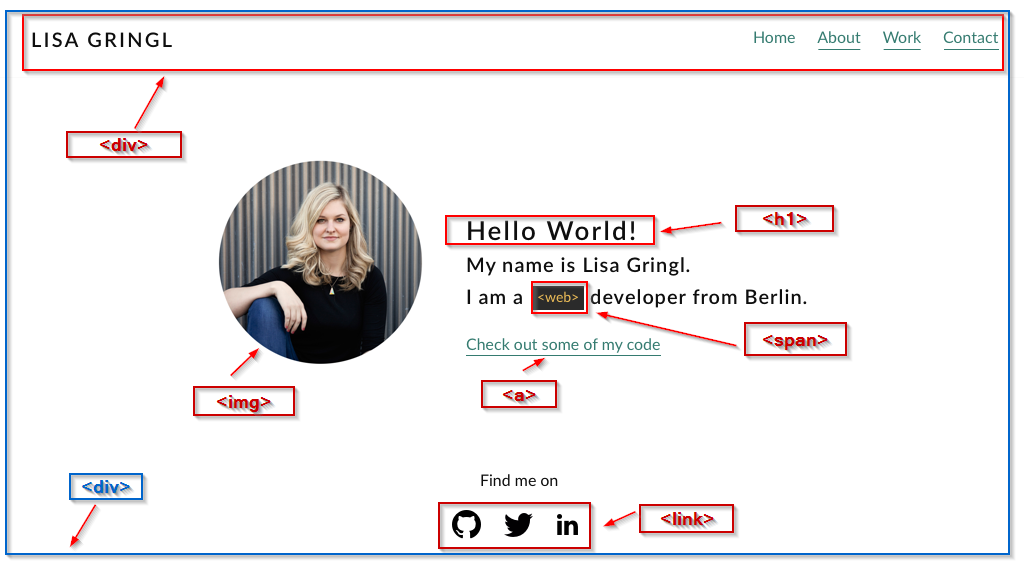 LISA GRINGL
Home About Work Contact
<div>
Hello World!
<h1>
My name is Lisa Gringl.
I am a <web> developer from Berlin.
<span>
Check out some of my code
<img>
<a>
Find me on
<div>
in
<link>